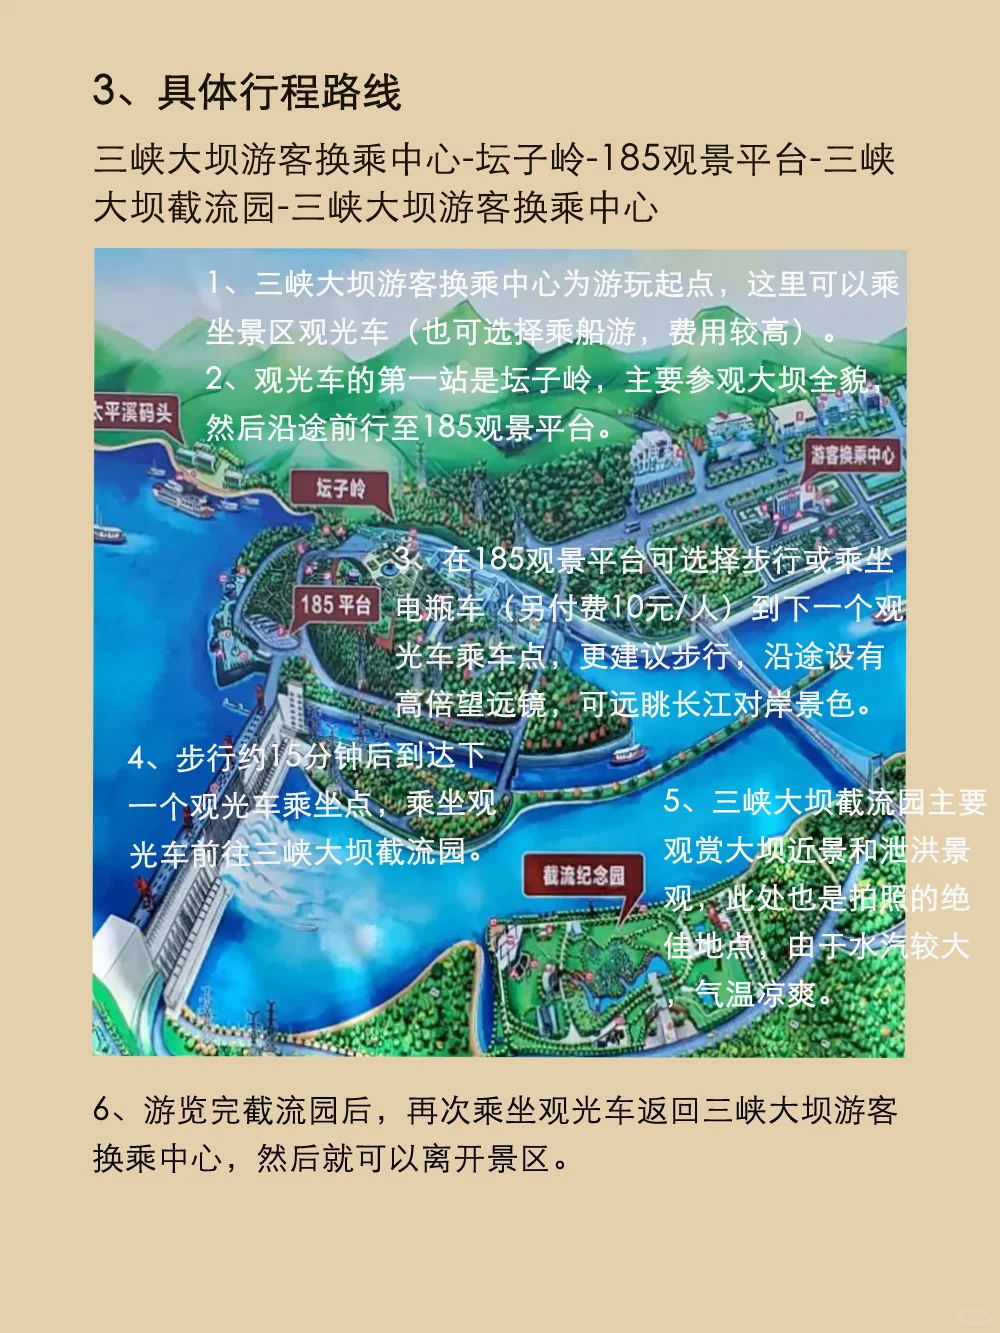 3、具体行程路线
三峡大坝游客换乘中心-坛子岭-185观景平台-三峡
大坝截流园-三峡大坝游客换乘中心
1、三峡大坝游客换乘中心为游玩起点，这里可以乘
坐景区观光车（也可选择乘船游，费用较高）。
2、观光车的第一站是坛子岭，主要参观大坝全貌，
然后沿途前行至185观景平台。
太平溪码头
游客换乘中心
坛子岭
3、在185观景平台可选择步行或乘坐
电瓶车（另付费10元/人）到下一个观
光车乘车点，更建议步行，沿途设有
高倍望远镜，可远眺长江对岸景色。
185平台
4、步行约15分钟后到达下
一个观光车乘坐点，乘坐观
光车前往三峡大坝截流园。
5、三峡大坝截流园主要
观赏大坝近景和泄洪景
观，此处也是拍照的绝
佳地点，由于水汽较大
，气温凉爽。
截流纪念园
6、游览完截流园后，再次乘坐观光车返回三峡大坝游客
换乘中心，然后就可以离开景区。